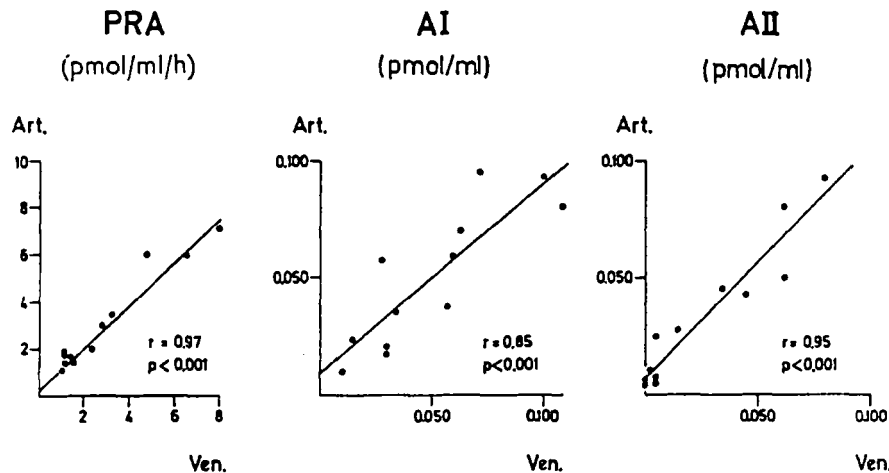 PRA
(pmol/ml/h)
Art.
10
8
6
4
2
r = 0,97
p < 0,001
2
4
6
8
Ven.
AI
(pmol/ml)
Art.
0.100
0.050
r = 0,85
p < 0,001
0.050
0.100
Ven.
AII
(pmol/ml)
Art.
0.100
0.050
r = 0,95
p < 0,001
0.050
0.100
Ven.